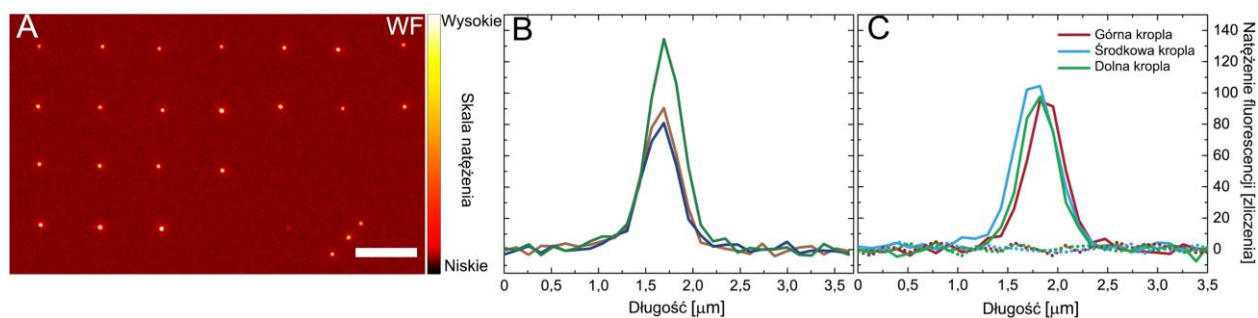 A
WF
Wysokie
Skala natężenia
Niskie
B
0
0,5
1,0
1,5
2,0
2,5
3,0
3,5
Długość [µm]
C
Górna kropla
Środkowa kropla
Dolna kropla
0
0,5
1,0
1,5
2,0
2,5
3,0
3,5
Długość [µm]
140
120
100
80
60
40
20
0
Natężenie fluorescencji [zliczenia]